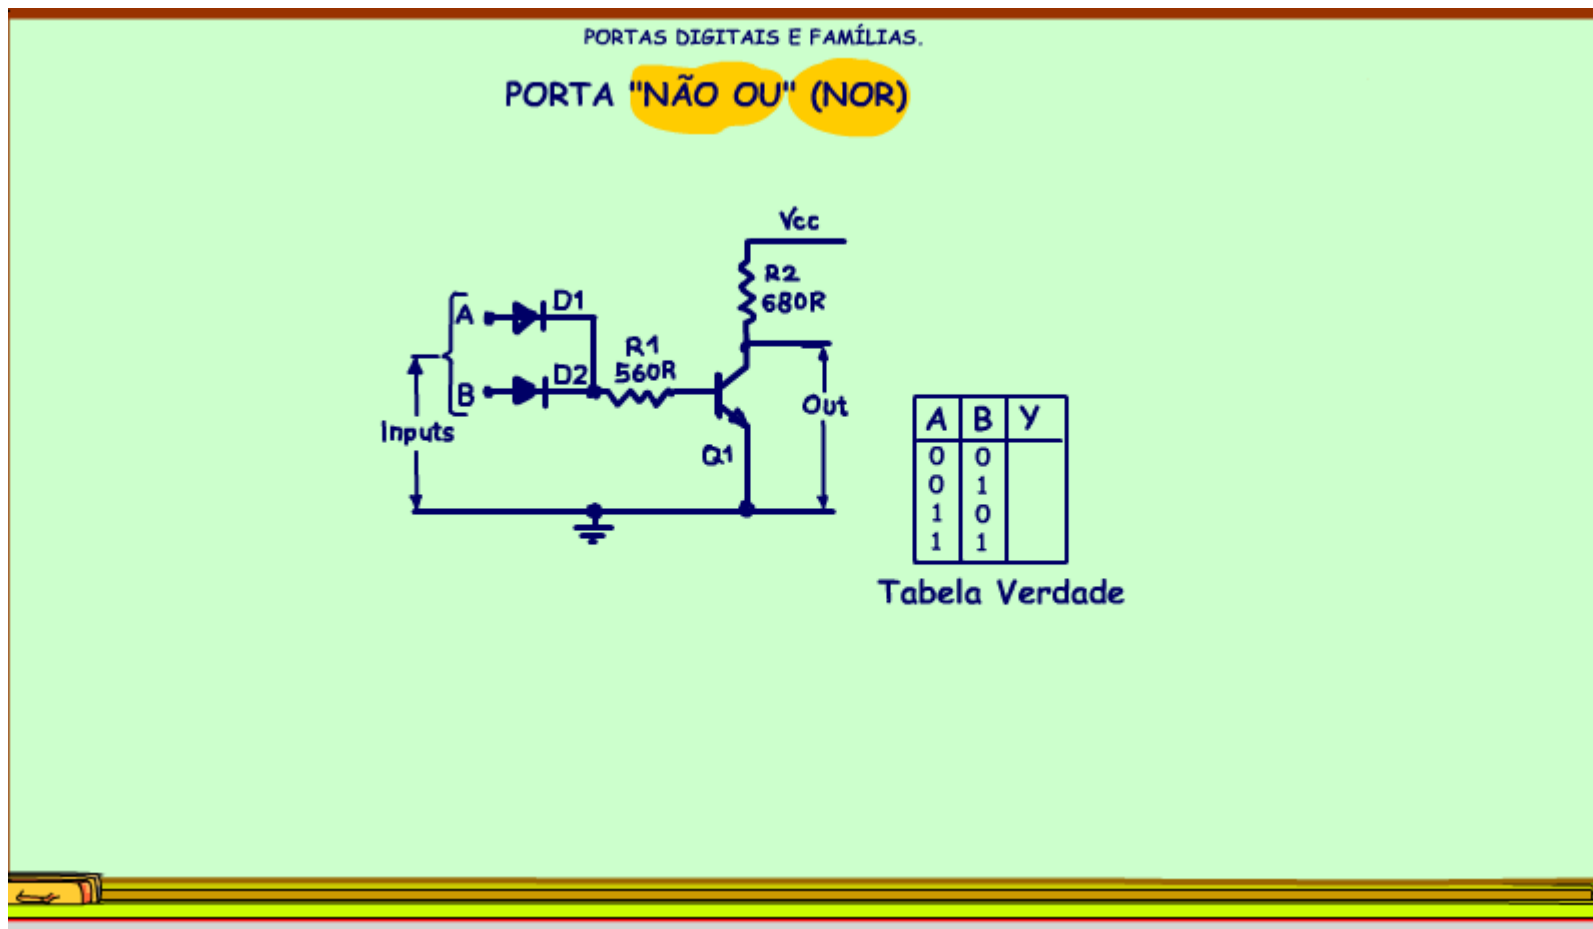 PORTAS DIGITAIS E FAMÍLIAS.
PORTA "NÃO OU" (NOR)
Vcc
R2
680R
A
D1
R1
560R
B
D2
Out
Inputs
Q1
A B Y
0 0
0 1
1 0
1 1
Tabela Verdade